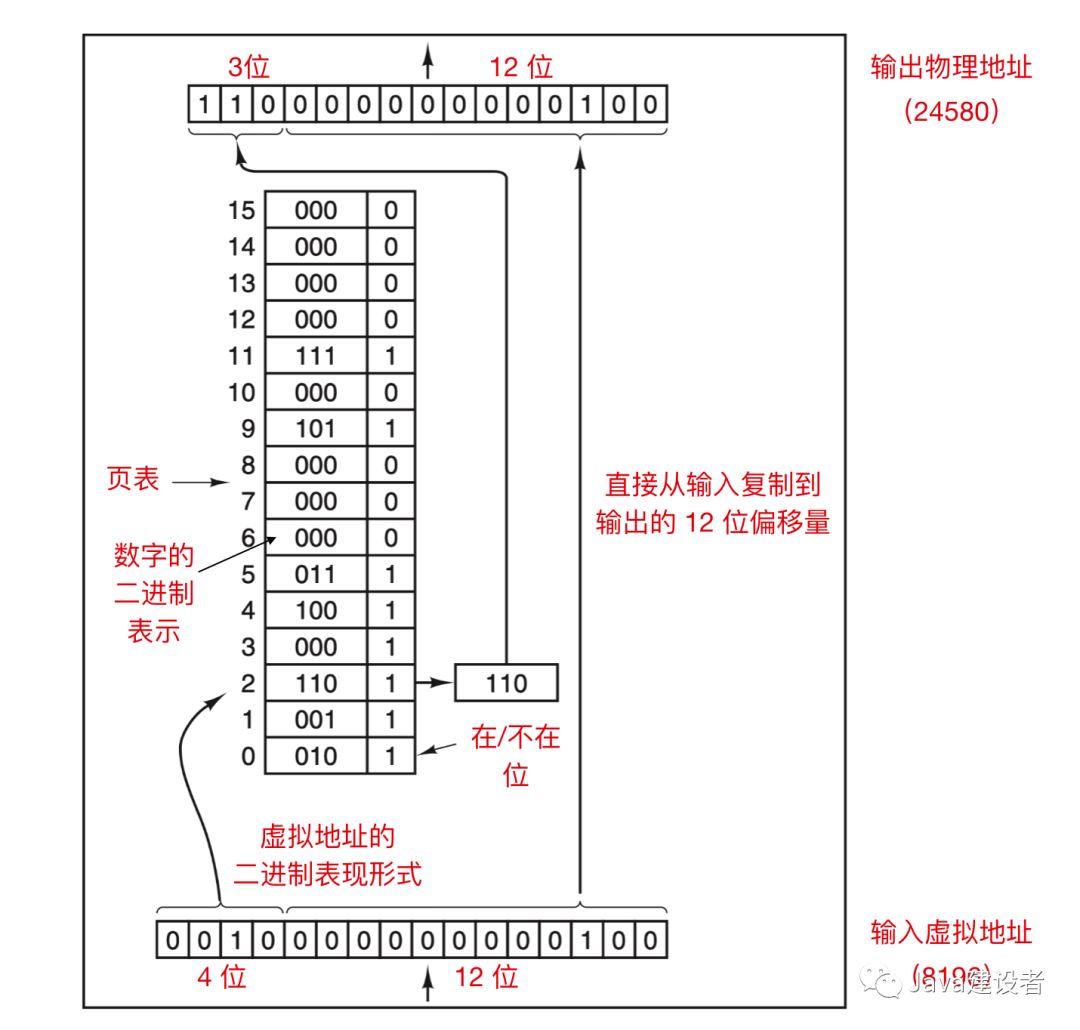 3位
12 位
输出物理地址
(24580)
1 1 0 0 0 0 0 0 0 0 0 0 1 0 0
15 000 0
14 000 0
13 000 0
12 000 0
11 111 1
10 000 0
9 101 1
8 000 0
7 000 0
6 000 0
5 011 1
4 100 1
3 000 1
2 110 1
1 001 1
0 010 1
页表
数字的
二进制
表示
110
在/不在
位
直接从输入复制到
输出的 12 位偏移量
虚拟地址的
二进制表现形式
0 0 1 0 0 0 0 0 0 0 0 0 0 1 0 0
4 位
12 位
输入虚拟地址
(8196)
Java建设者